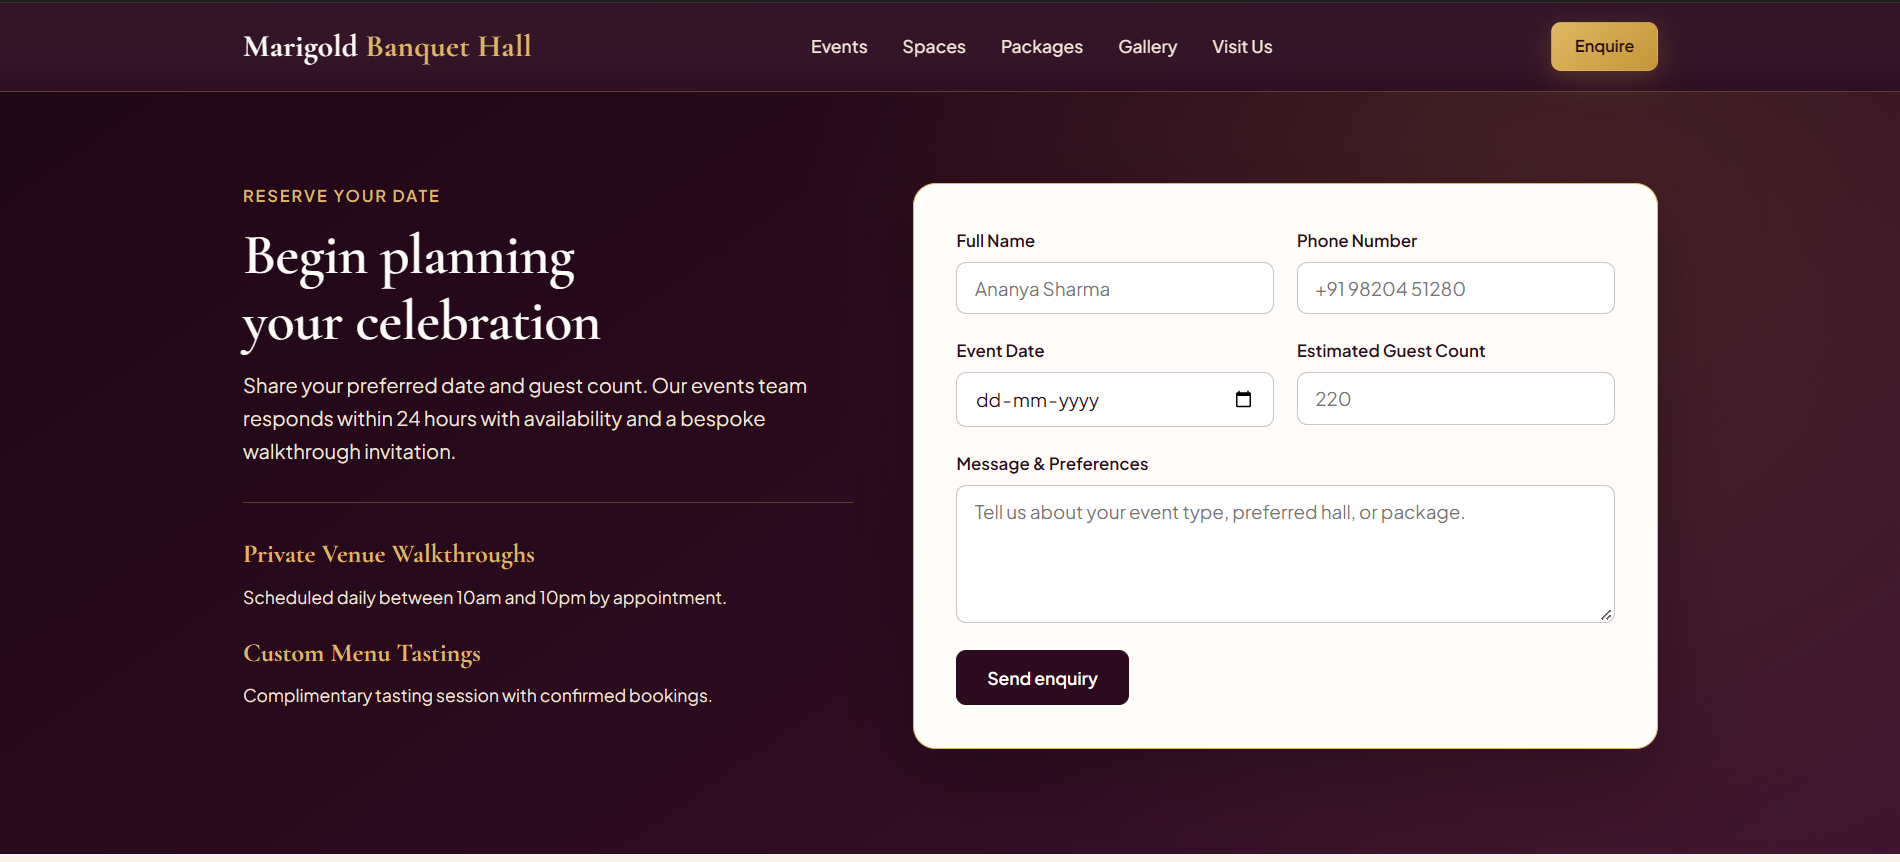 Marigold Banquet Hall
Events
Spaces
Packages
Gallery
Visit Us
Enquire
RESERVE YOUR DATE
Begin planning
your celebration
Share your preferred date and guest count. Our events team
responds within 24 hours with availability and a bespoke
walkthrough invitation.
Private Venue Walkthroughs
Scheduled daily between 10am and 10pm by appointment.
Custom Menu Tastings
Complimentary tasting session with confirmed bookings.
Full Name
Ananya Sharma
Phone Number
+91 98204 51280
Event Date
dd-mm-yyyy
Estimated Guest Count
220
Message & Preferences
Tell us about your event type, preferred hall, or package.
Send enquiry